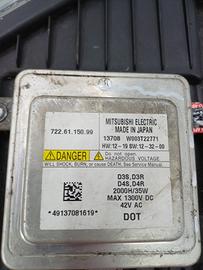 MITSUBISHI ELECTRIC
MADE IN JAPAN
722.61.150.99
13708 W003T22771
HW:12-19 SW:12-32-00
DANGER
Do not Disassemble.
Hazardous Voltage
WILL SHOCK, BURN, or cause DEATH. See Service Manual.
D3S,D3R
D4S,D4R
2000H/35W
MAX 1300V DC
42V AC
*49137081619*
DOT